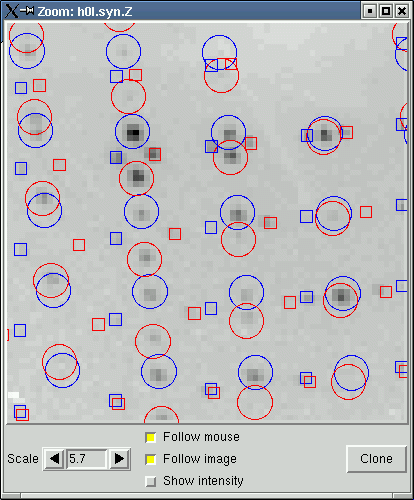 Zoom: h0l.syn.Z
Follow mouse
Scale 5.7 Follow image Clone
Show intensity